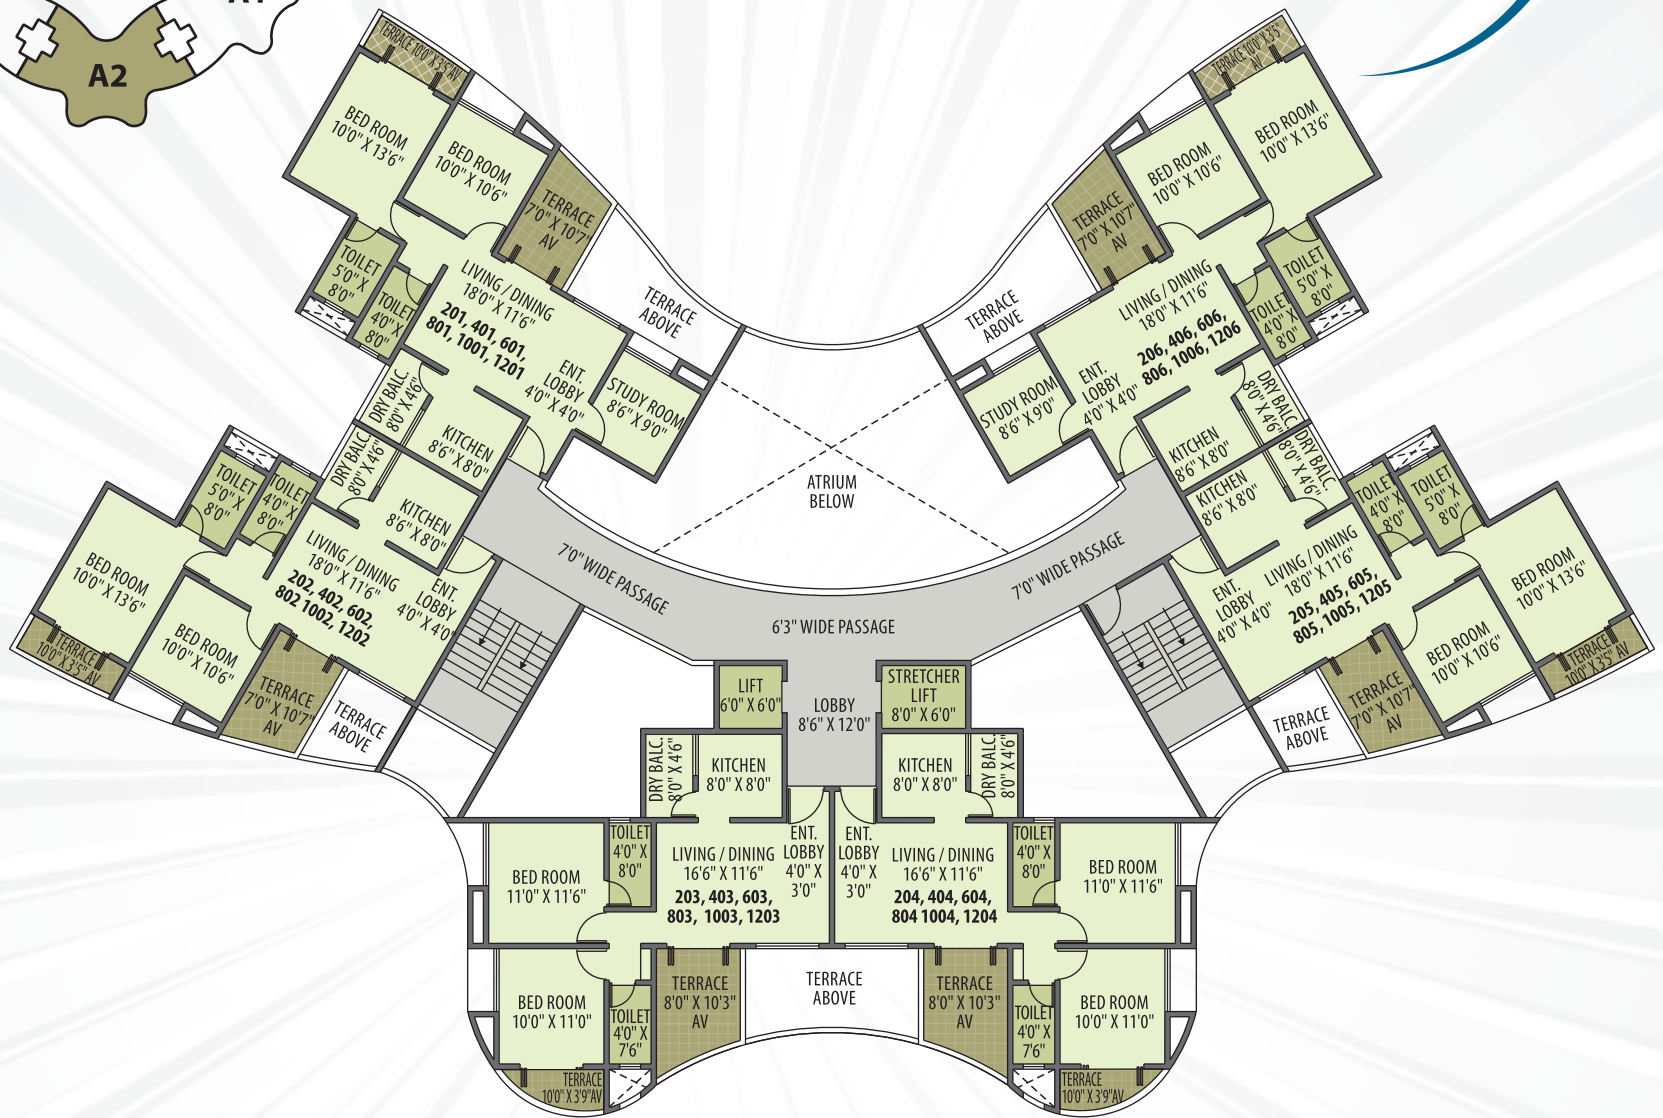 A2
TERRACE 10'0" X 3'5" AV
BED ROOM
10'0" X 13'6"
BED ROOM
10'0" X 10'6"
TERRACE
7'0" X 10'7"
AV
TOILET
5'0" X
8'0"
TOILET
4'0" X
8'0"
LIVING / DINING
18'0" X 11'6"
201, 401, 601,
801, 1001, 1201
ENT.
LOBBY
4'0" X 4'0"
STUDY ROOM
8'6" X 9'0"
TERRACE
ABOVE
DRY BALC.
8'0" X 4'6"
KITCHEN
8'6" X 8'0"
TERRACE 10'0" X 3'5"
AV
BED ROOM
10'0" X 13'6"
BED ROOM
10'0" X 10'6"
TERRACE
7'0" X 10'7"
AV
TOILET
5'0" X
8'0"
TOILET
4'0" X
8'0"
LIVING / DINING
18'0" X 11'6"
206, 406, 606,
806, 1006, 1206
ENT.
LOBBY
4'0" X 4'0"
STUDY ROOM
8'6" X 9'0"
TERRACE
ABOVE
DRY BALC.
8'0" X 4'6"
KITCHEN
8'6" X 8'0"
ATRIUM
BELOW
DRY BALC.
8'0" X 4'6"
KITCHEN
8'6" X 8'0"
TOILET
5'0" X
8'0"
TOILET
4'0" X
8'0"
BED ROOM
10'0" X 13'6"
BED ROOM
10'0" X 10'6"
LIVING / DINING
18'0" X 11'6"
202, 402, 602,
802 1002, 1202
ENT.
LOBBY
4'0" X 4'0"
TERRACE
10'0" X 3'5" AV
TERRACE
7'0" X 10'7"
AV
TERRACE
ABOVE
7'0" WIDE PASSAGE
6'3" WIDE PASSAGE
7'0" WIDE PASSAGE
KITCHEN
8'6" X 8'0"
DRY BALC.
8'0" X 4'6"
TOILET
4'0" X
8'0"
TOILET
5'0" X
8'0"
BED ROOM
10'0" X 13'6"
BED ROOM
10'0" X 10'6"
LIVING / DINING
18'0" X 11'6"
205, 405, 605,
805, 1005, 1205
ENT.
LOBBY
4'0" X 4'0"
TERRACE
10'0" X 3'5" AV
TERRACE
7'0" X 10'7"
AV
TERRACE
ABOVE
LIFT
6'0" X 6'0"
LOBBY
8'6" X 12'0"
STRETCHER
LIFT
8'0" X 6'0"
DRY BALC.
8'0" X 4'6"
KITCHEN
8'0" X 8'0"
KITCHEN
8'0" X 8'0"
DRY BALC.
8'0" X 4'6"
BED ROOM
11'0" X 11'6"
TOILET
4'0" X
8'0"
LIVING / DINING
16'6" X 11'6"
203, 403, 603,
803, 1003, 1203
ENT.
LOBBY
4'0" X
3'0"
ENT.
LOBBY
4'0" X
3'0"
LIVING / DINING
16'6" X 11'6"
204, 404, 604,
804 1004, 1204
TOILET
4'0" X
8'0"
BED ROOM
11'0" X 11'6"
BED ROOM
10'0" X 11'0"
TOILET
4'0" X
7'6"
TERRACE
8'0" X 10'3"
AV
TERRACE
ABOVE
TERRACE
8'0" X 10'3"
AV
TOILET
4'0" X
7'6"
BED ROOM
10'0" X 11'0"
TERRACE
10'0" X 3'9"AV
TERRACE
10'0" X 3'9"AV